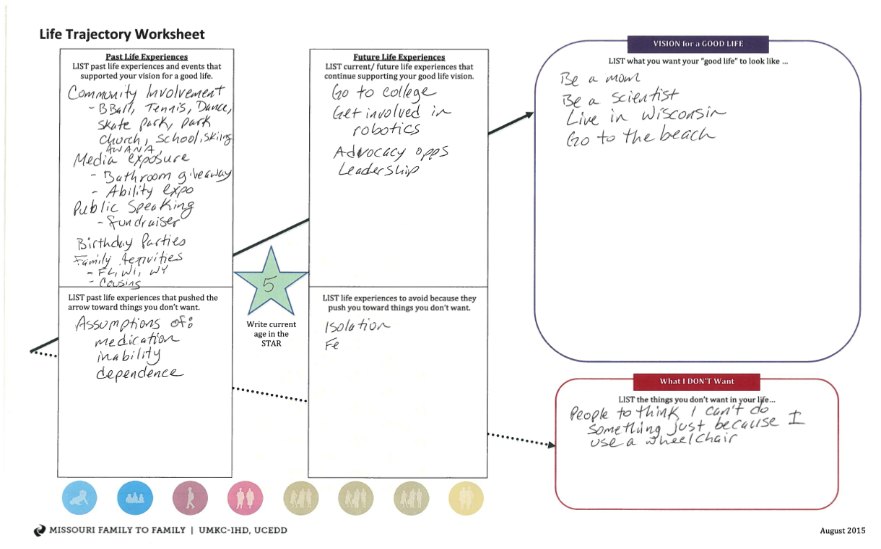 Life Trajectory Worksheet
Past Life Experiences
LIST past life experiences and events that
supported your vision for a good life.
Community Involvement
- BBall, Tennis, Dance,
Skate Park, park
Church, School, Skiing
AWANA,
Media exposure
- Bathroom giveaway
- Ability expo
Public Speaking
- fundraiser
Birthday Parties
Family Activities
- FL, WI, WY
- Cousins
LIST past life experiences that pushed the
arrow toward things you don't want.
Assumptions of:
medication
inability
dependence
5
Write current
age in the
STAR
Future Life Experiences
LIST current/ future life experiences that
continue supporting your good life vision.
Go to college
Get involved in
robotics
Advocacy opps
Leadership
LIST life experiences to avoid because they
push you toward things you don't want.
Isolation
Fe
VISION for a GOOD LIFE
LIST what you want your "good life" to look like ...
Be a mom
Be a scientist
Live in Wisconsin
Go to the beach
What I DON'T Want
LIST the things you don't want in your life...
People to think I can't do
something just because I
use a wheelchair
MISSOURI FAMILY TO FAMILY | UMKC-IHD, UCEDD
August 2015